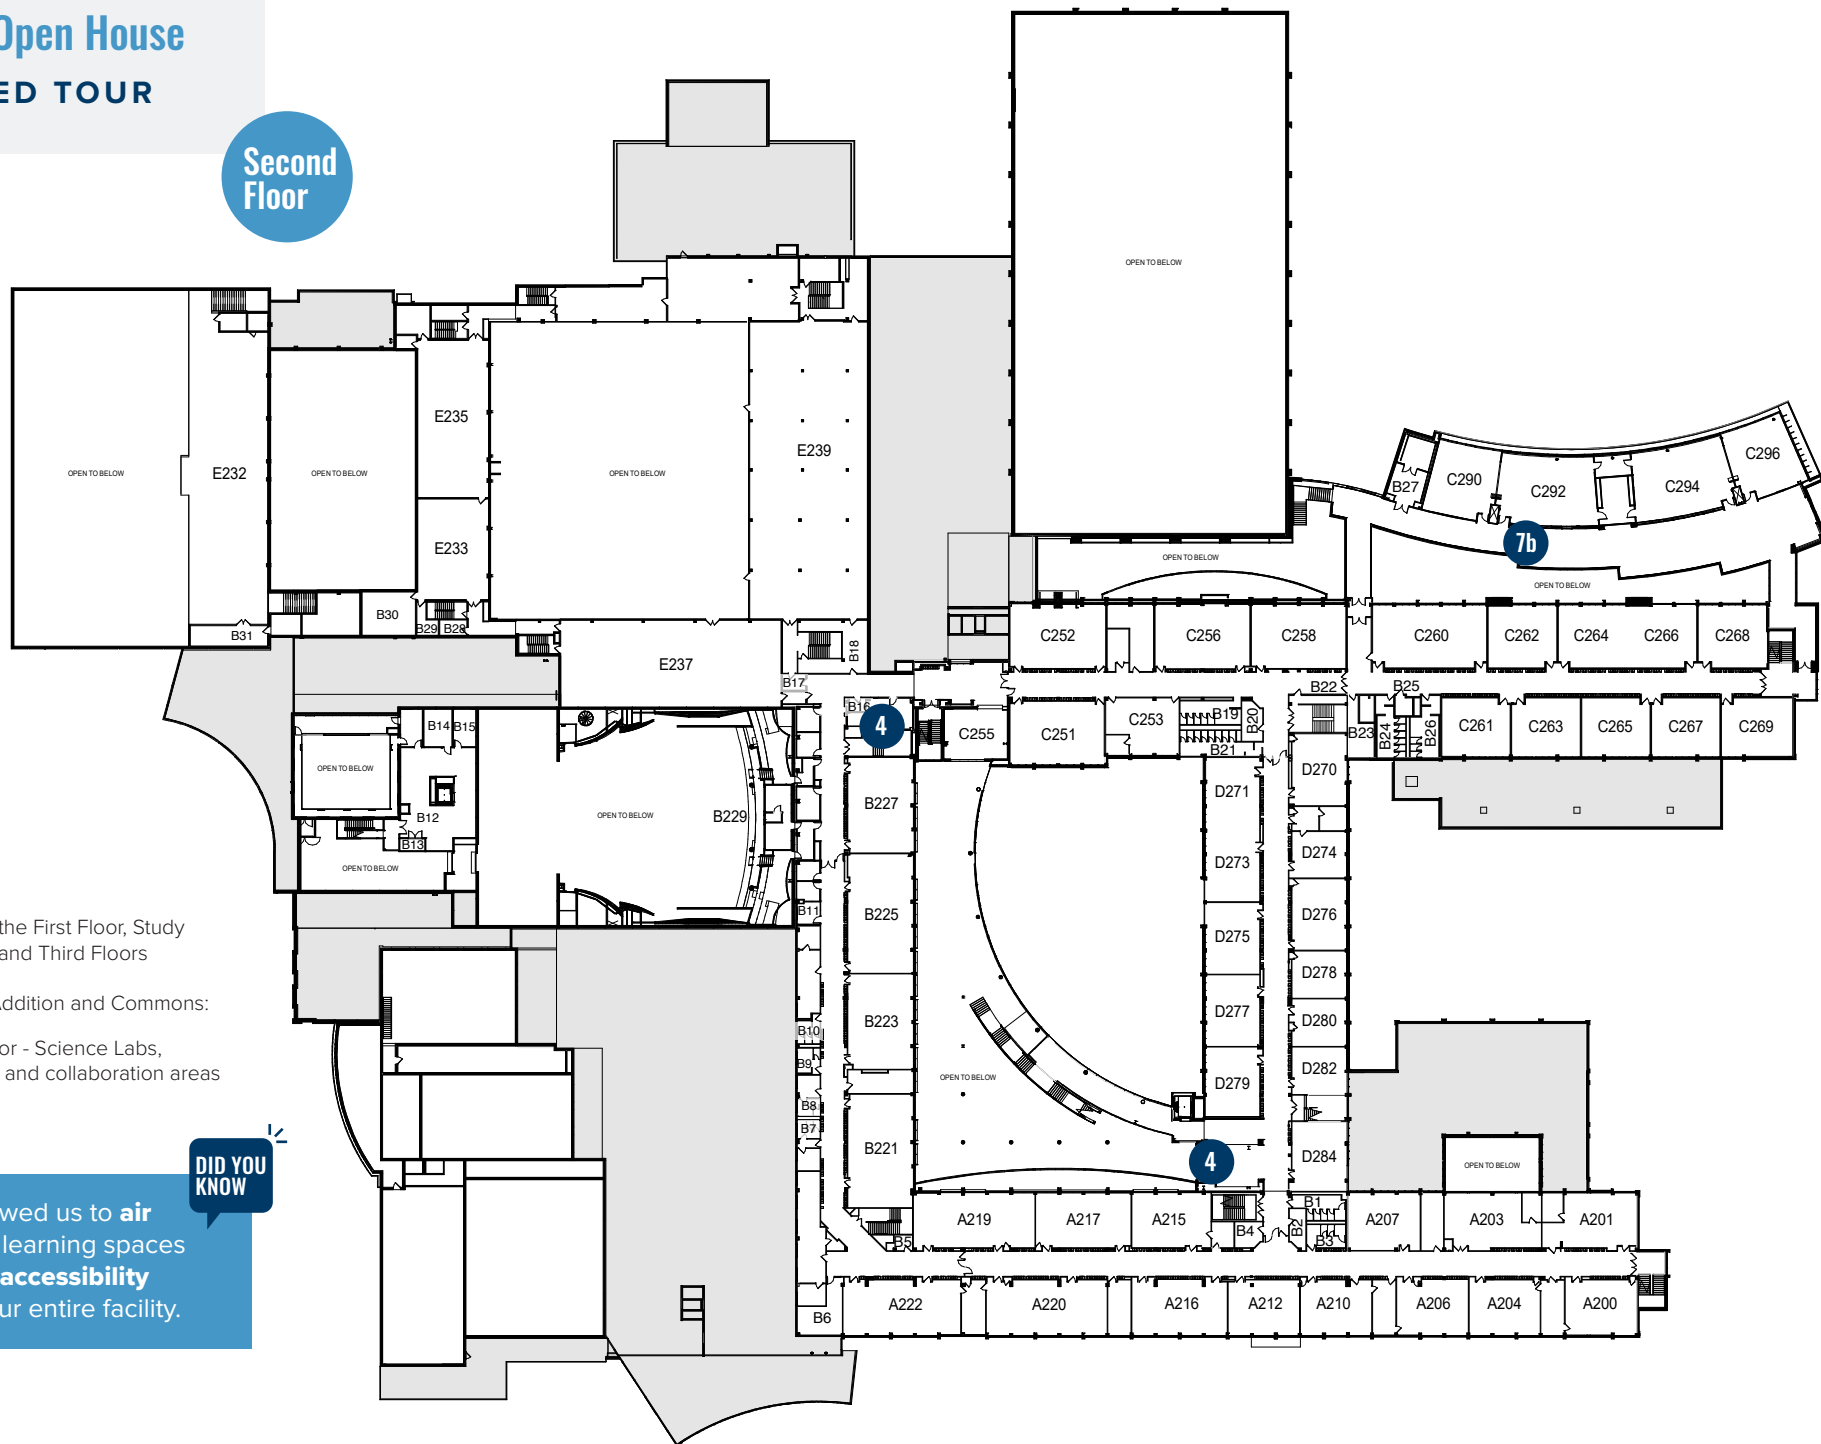 Open House
ED TOUR
Second
Floor
OPEN TO BELOW
E239
E235
C296
C290
C292
C294
B27
OPEN TO BELOW
E232
OPEN TO BELOW
OPEN TO BELOW
7b
E233
OPEN TO BELOW
OPEN TO BELOW
B30
B29
B28
B31
C252
C256
C258
C260
C262
C264
C266
C268
E237
B18
B17
B22
B25
B16
4
C255
C251
C253
B19
B20
B21
B23
B24
B26
C261
C263
C265
C267
C269
B14
B15
OPEN TO BELOW
D270
D271
B227
B12
OPEN TO BELOW
B229
B13
D274
D273
OPEN TO BELOW
B11
B225
D276
D275
the First Floor, Study
and Third Floors
D278
Addition and Commons:
D277
B10
B223
D280
or - Science Labs,
and collaboration areas
B9
D282
OPEN TO BELOW
D279
B8
B7
B221
4
D284
OPEN TO BELOW
DID YOU
KNOW
wed us to air
learning spaces
accessibility
ur entire facility.
B1
B2
B3
B4
B5
A219
A217
A215
A207
A203
A201
B6
A222
A220
A216
A212
A210
A206
A204
A200